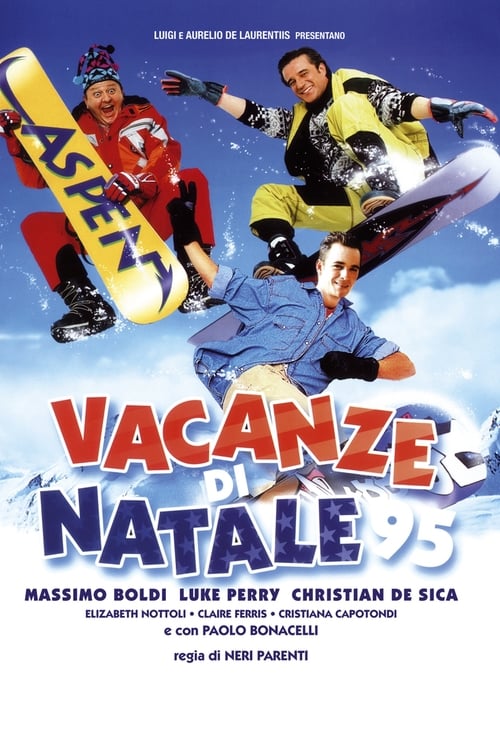 LUIGI E AURELIO DE LAURENTIIS PRESENTANO
ASPEN
VACANZE
DI
NATALE 95
MASSIMO BOLDI LUKE PERRY CHRISTIAN DE SICA
ELIZABETH NOTTOLI • CLAIRE FERRIS • CRISTIANA CAPOTONDI
e con PAOLO BONACELLI
regia di NERI PARENTI